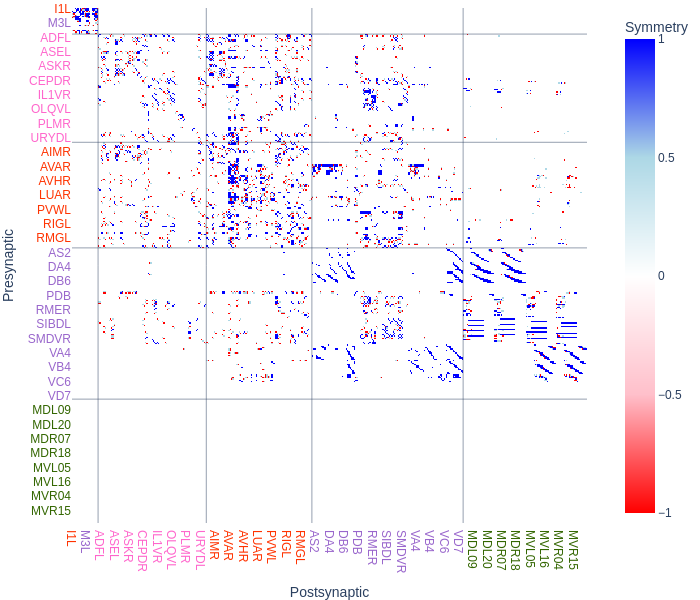 Symmetry
1
0.5
0
−0.5
−1
Presynaptic
I1L
M3L
ADFL
ASEL
ASKR
CEPDR
IL1VR
OLQVL
PLMR
URYDL
AIMR
AVAR
AVHR
LUAR
PVWL
RIGL
RMGL
AS2
DA4
DB6
PDB
RMER
SIBDL
SMDVR
VA4
VB4
VC6
VD7
MDL09
MDL20
MDR07
MDR18
MVL05
MVL16
MVR04
MVR15
I1L
M3L
ADFL
ASEL
ASKR
CEPDR
IL1VR
OLQVL
PLMR
URYDL
AIMR
AVAR
AVHR
LUAR
PVWL
RIGL
RMGL
AS2
DA4
DB6
PDB
RMER
SIBDL
SMDVR
VA4
VB4
VC6
VD7
MDL09
MDL20
MDR07
MDR18
MVL05
MVL16
MVR04
MVR15
Postsynaptic